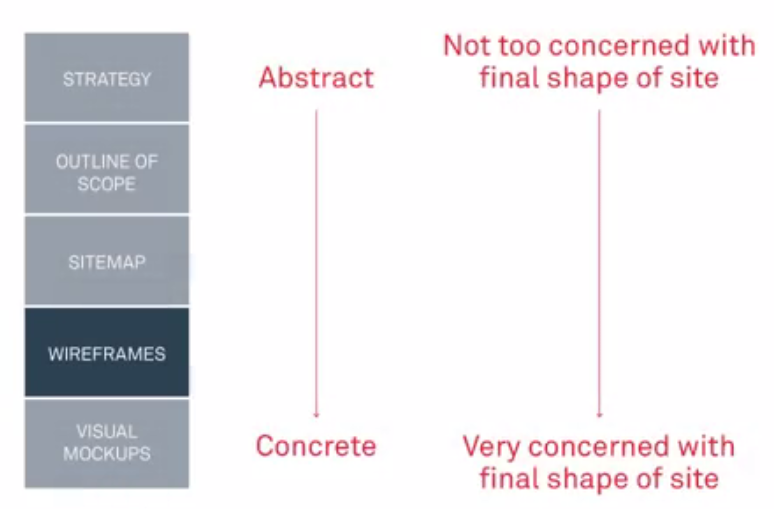 STRATEGY
OUTLINE OF
SCOPE
SITEMAP
WIREFRAMES
VISUAL
MOCKUPS
Abstract
Concrete
Not too concerned with
final shape of site
Very concerned with
final shape of site